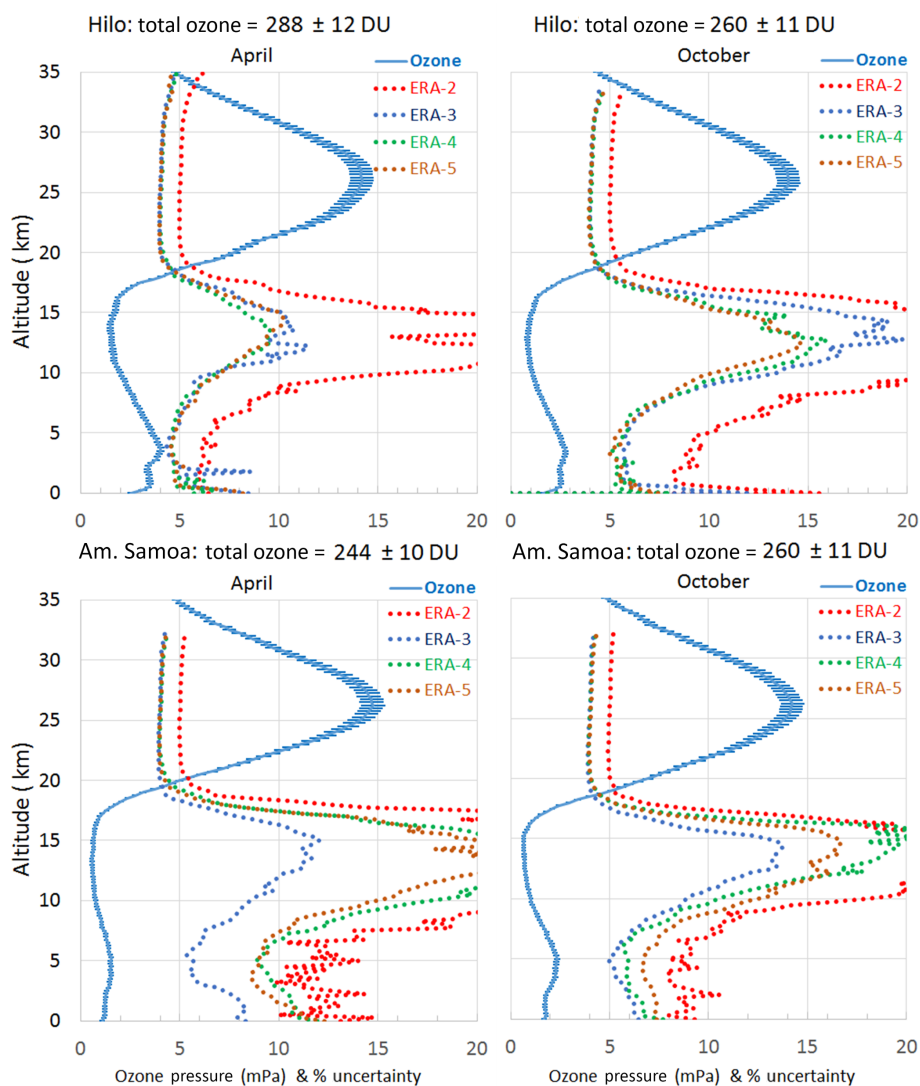 Hilo: total ozone = 288 ± 12 DU
260 ± 11 DU
April
October
35
30
25
20
15
10
5
0
Altitude (km)
Ozone
ERA-2
ERA-3
ERA-4
ERA-5
0 5 10 15 20
Ozone
ERA-2
ERA-3
ERA-4
ERA-5
0 5 10 15 20
Am. Samoa: total ozone = 244 ± 10 DU
Am. Samoa: total ozone = 260 ± 11 DU
April
October
35
30
25
20
15
10
5
0
Altitude (km)
Ozone
ERA-2
ERA-3
ERA-4
ERA-5
0 5 10 15 20
Ozone pressure (mPa) & % uncertainty
Ozone
ERA-2
ERA-3
ERA-4
ERA-5
0 5 10 15 20
Ozone pressure (mPa) & % uncertainty